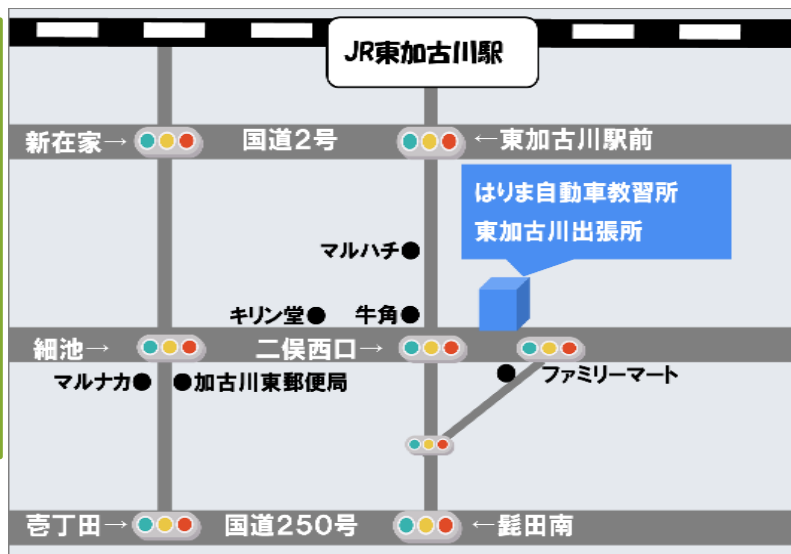 JR東加古川駅
新在家→
国道2号
←東加古川駅前
はりま自動車教習所
東加古川出張所
マルハチ●
キリン堂●
牛角●
細池→
二俣西口→
マルナカ●
●加古川東郵便局
●ファミリーマート
壱丁田→
国道250号
←髭田南